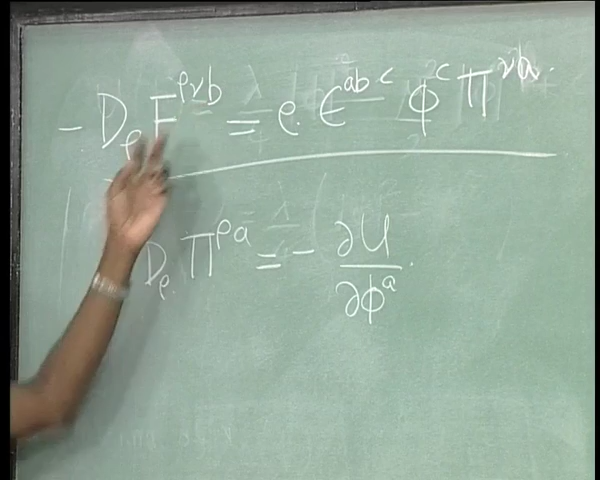 - D_ρ F^{ρνb} = e. ε^{abc} ϕ^c Π^{νa}.
D_ρ. Π^{ρa} = - ∂U/∂ϕ^a.